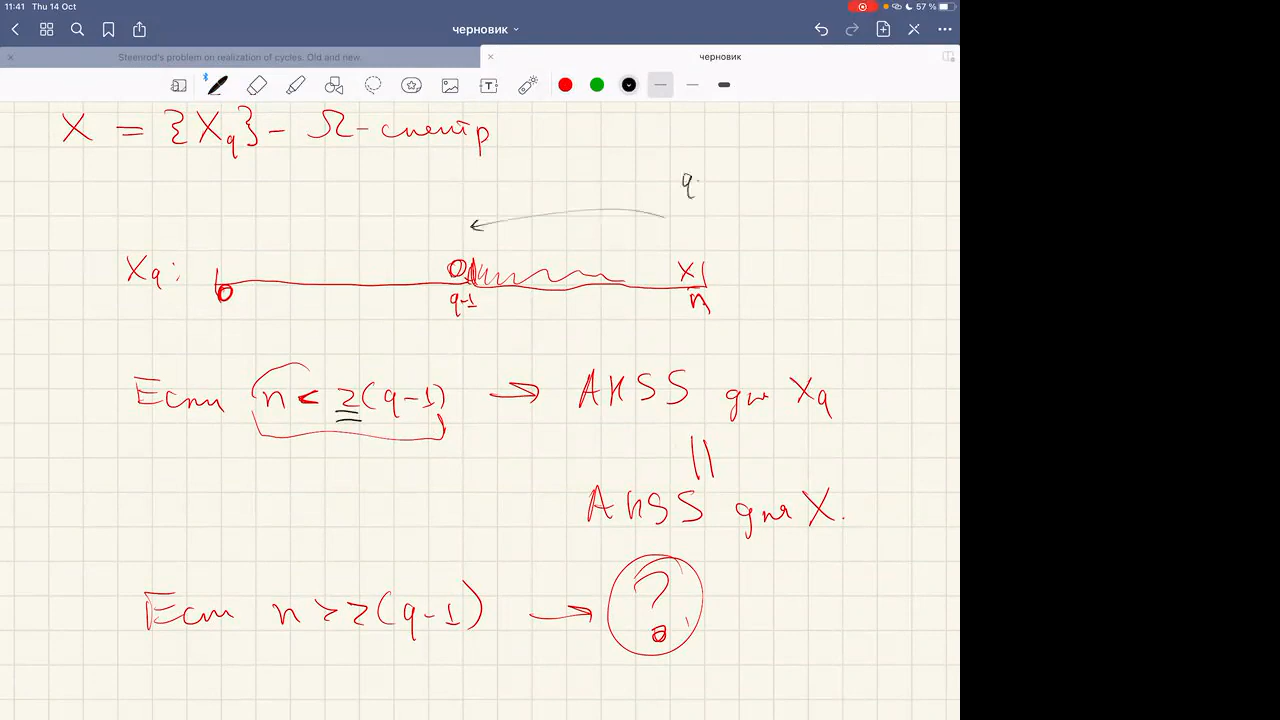 11:41 Thu 14 Oct 57 %
черновик
Steenrod's problem on realization of cycles. Old and new. черновик
X = {X_q} - Ω-спектр
q
X_q: 0 X
0 q-1 n
Если n < 2(q-1) → AHSS для X_q
||
AHSS для X.
Если n > 2(q-1) → ?